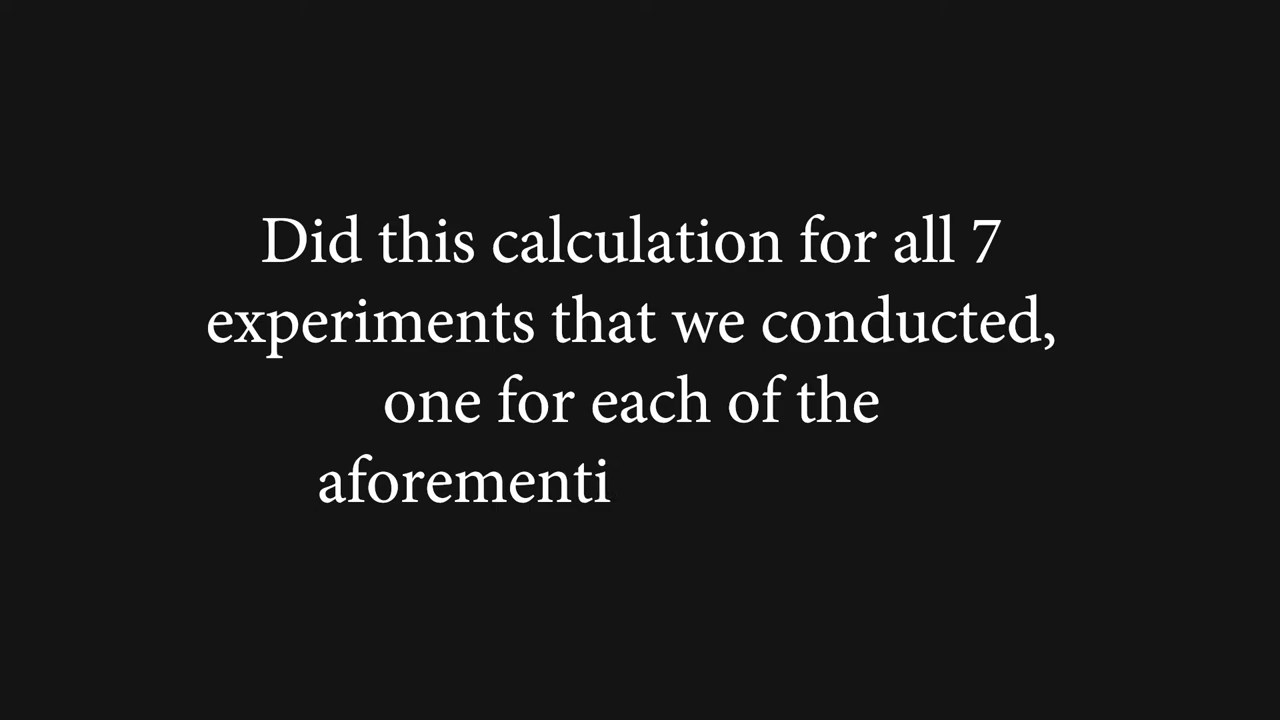 Did this calculation for all 7
experiments that we conducted,
one for each of the
aforementi